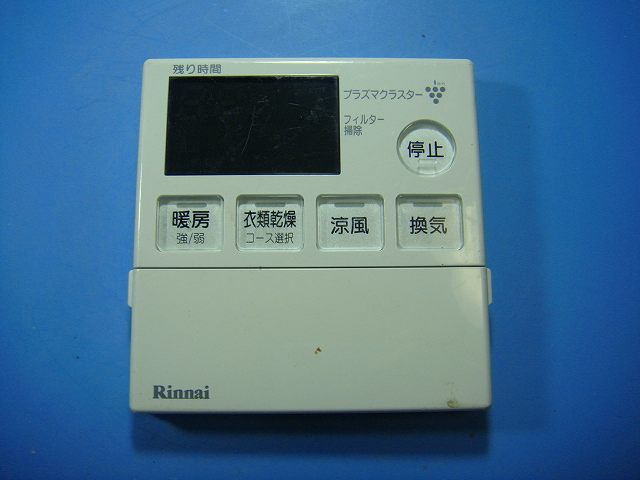 残り時間
プラズマクラスター
フィルター
掃除
停止
暖房
強/弱
衣類乾燥
コース選択
涼風
換気
Rinnai